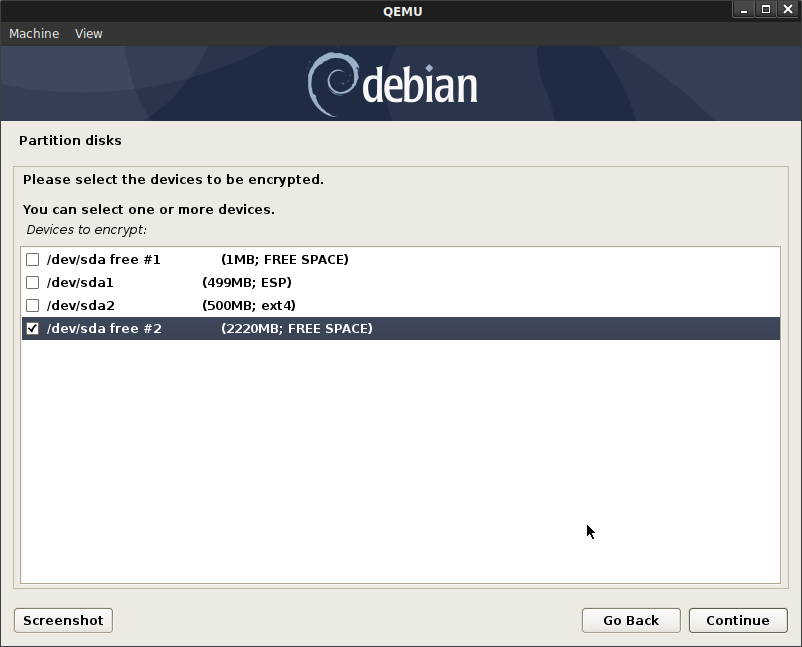 QEMU
Machine View
debian
Partition disks
Please select the devices to be encrypted.
You can select one or more devices.
Devices to encrypt:
/dev/sda free #1 (1MB; FREE SPACE)
/dev/sda1 (499MB; ESP)
/dev/sda2 (500MB; ext4)
/dev/sda free #2 (2220MB; FREE SPACE)
Screenshot Go Back Continue